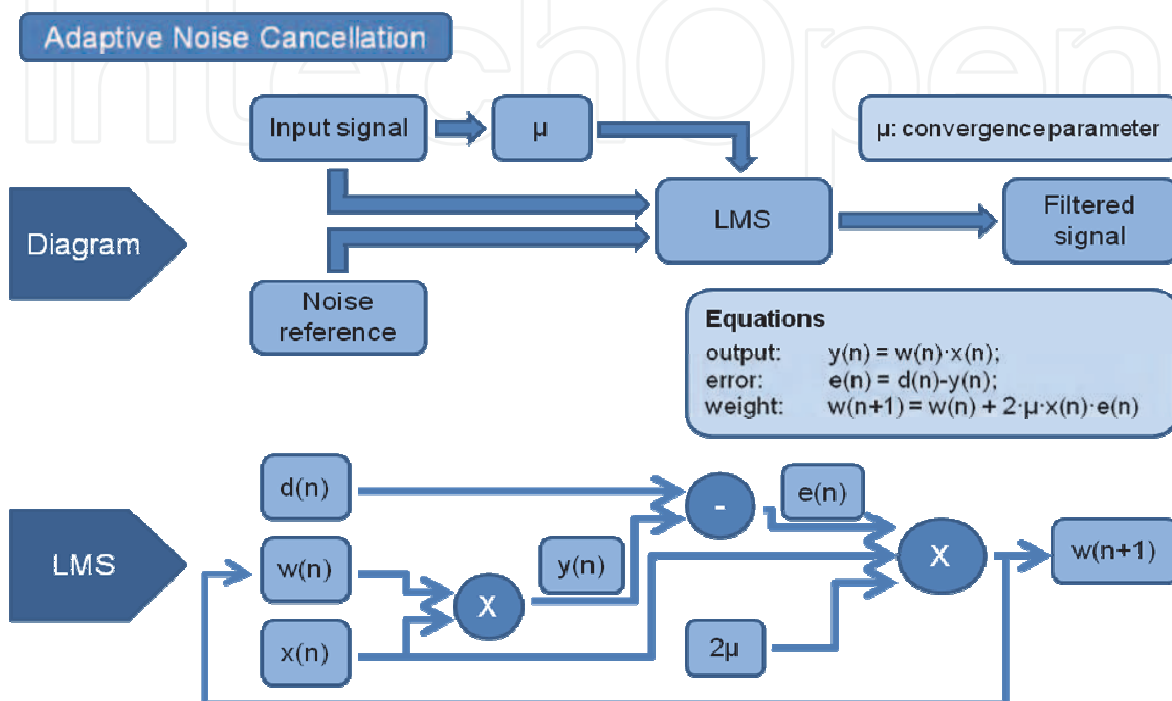 IntechOpen
Adaptive Noise Cancellation
Input signal
µ
µ: convergence parameter
Diagram
LMS
Filtered
signal
Noise
reference
Equations
output: y(n) = w(n)·x(n);
error: e(n) = d(n)-y(n);
weight: w(n+1) = w(n) + 2·µ·x(n)·e(n)
LMS
d(n)
-
e(n)
w(n)
y(n)
X
X
w(n+1)
x(n)
2µ